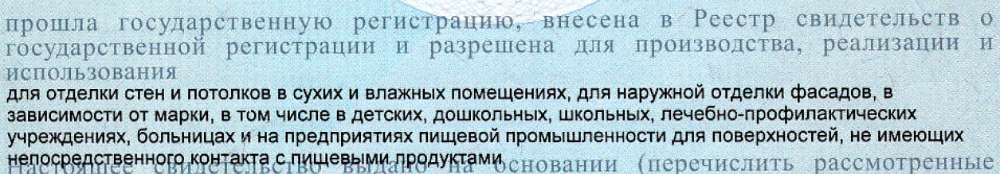 прошла государственную регистрацию, внесена в Реестр свидетельств о
государственной регистрации и разрешена для производства, реализации и
использования
для отделки стен и потолков в сухих и влажных помещениях, для наружной отделки фасадов, в
зависимости от марки, в том числе в детских, дошкольных, школьных, лечебно-профилактических
учреждениях, больницах и на предприятиях пищевой промышленности для поверхностей, не имеющих
непосредственного контакта с пищевыми продуктами
Настоящее свидетельство выдано на основании (перечислить рассмотренные